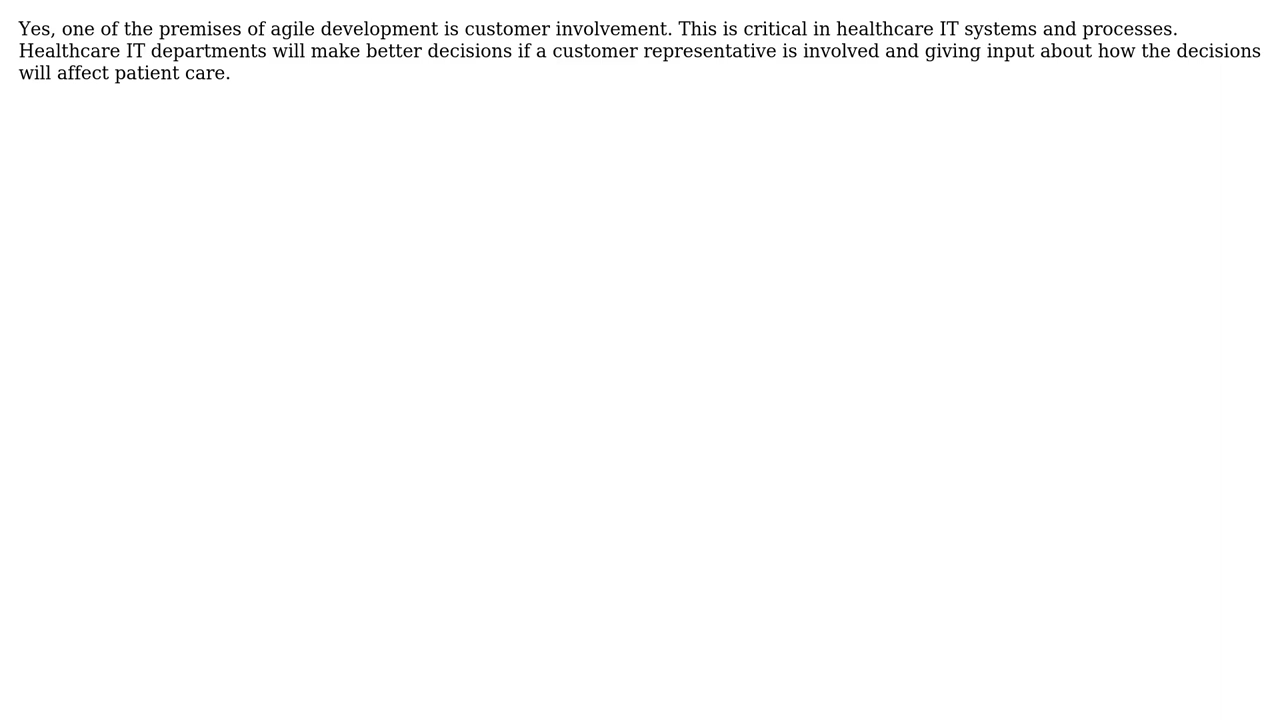 Yes, one of the premises of agile development is customer involvement. This is critical in healthcare IT systems and processes.
Healthcare IT departments will make better decisions if a customer representative is involved and giving input about how the decisions
will affect patient care.